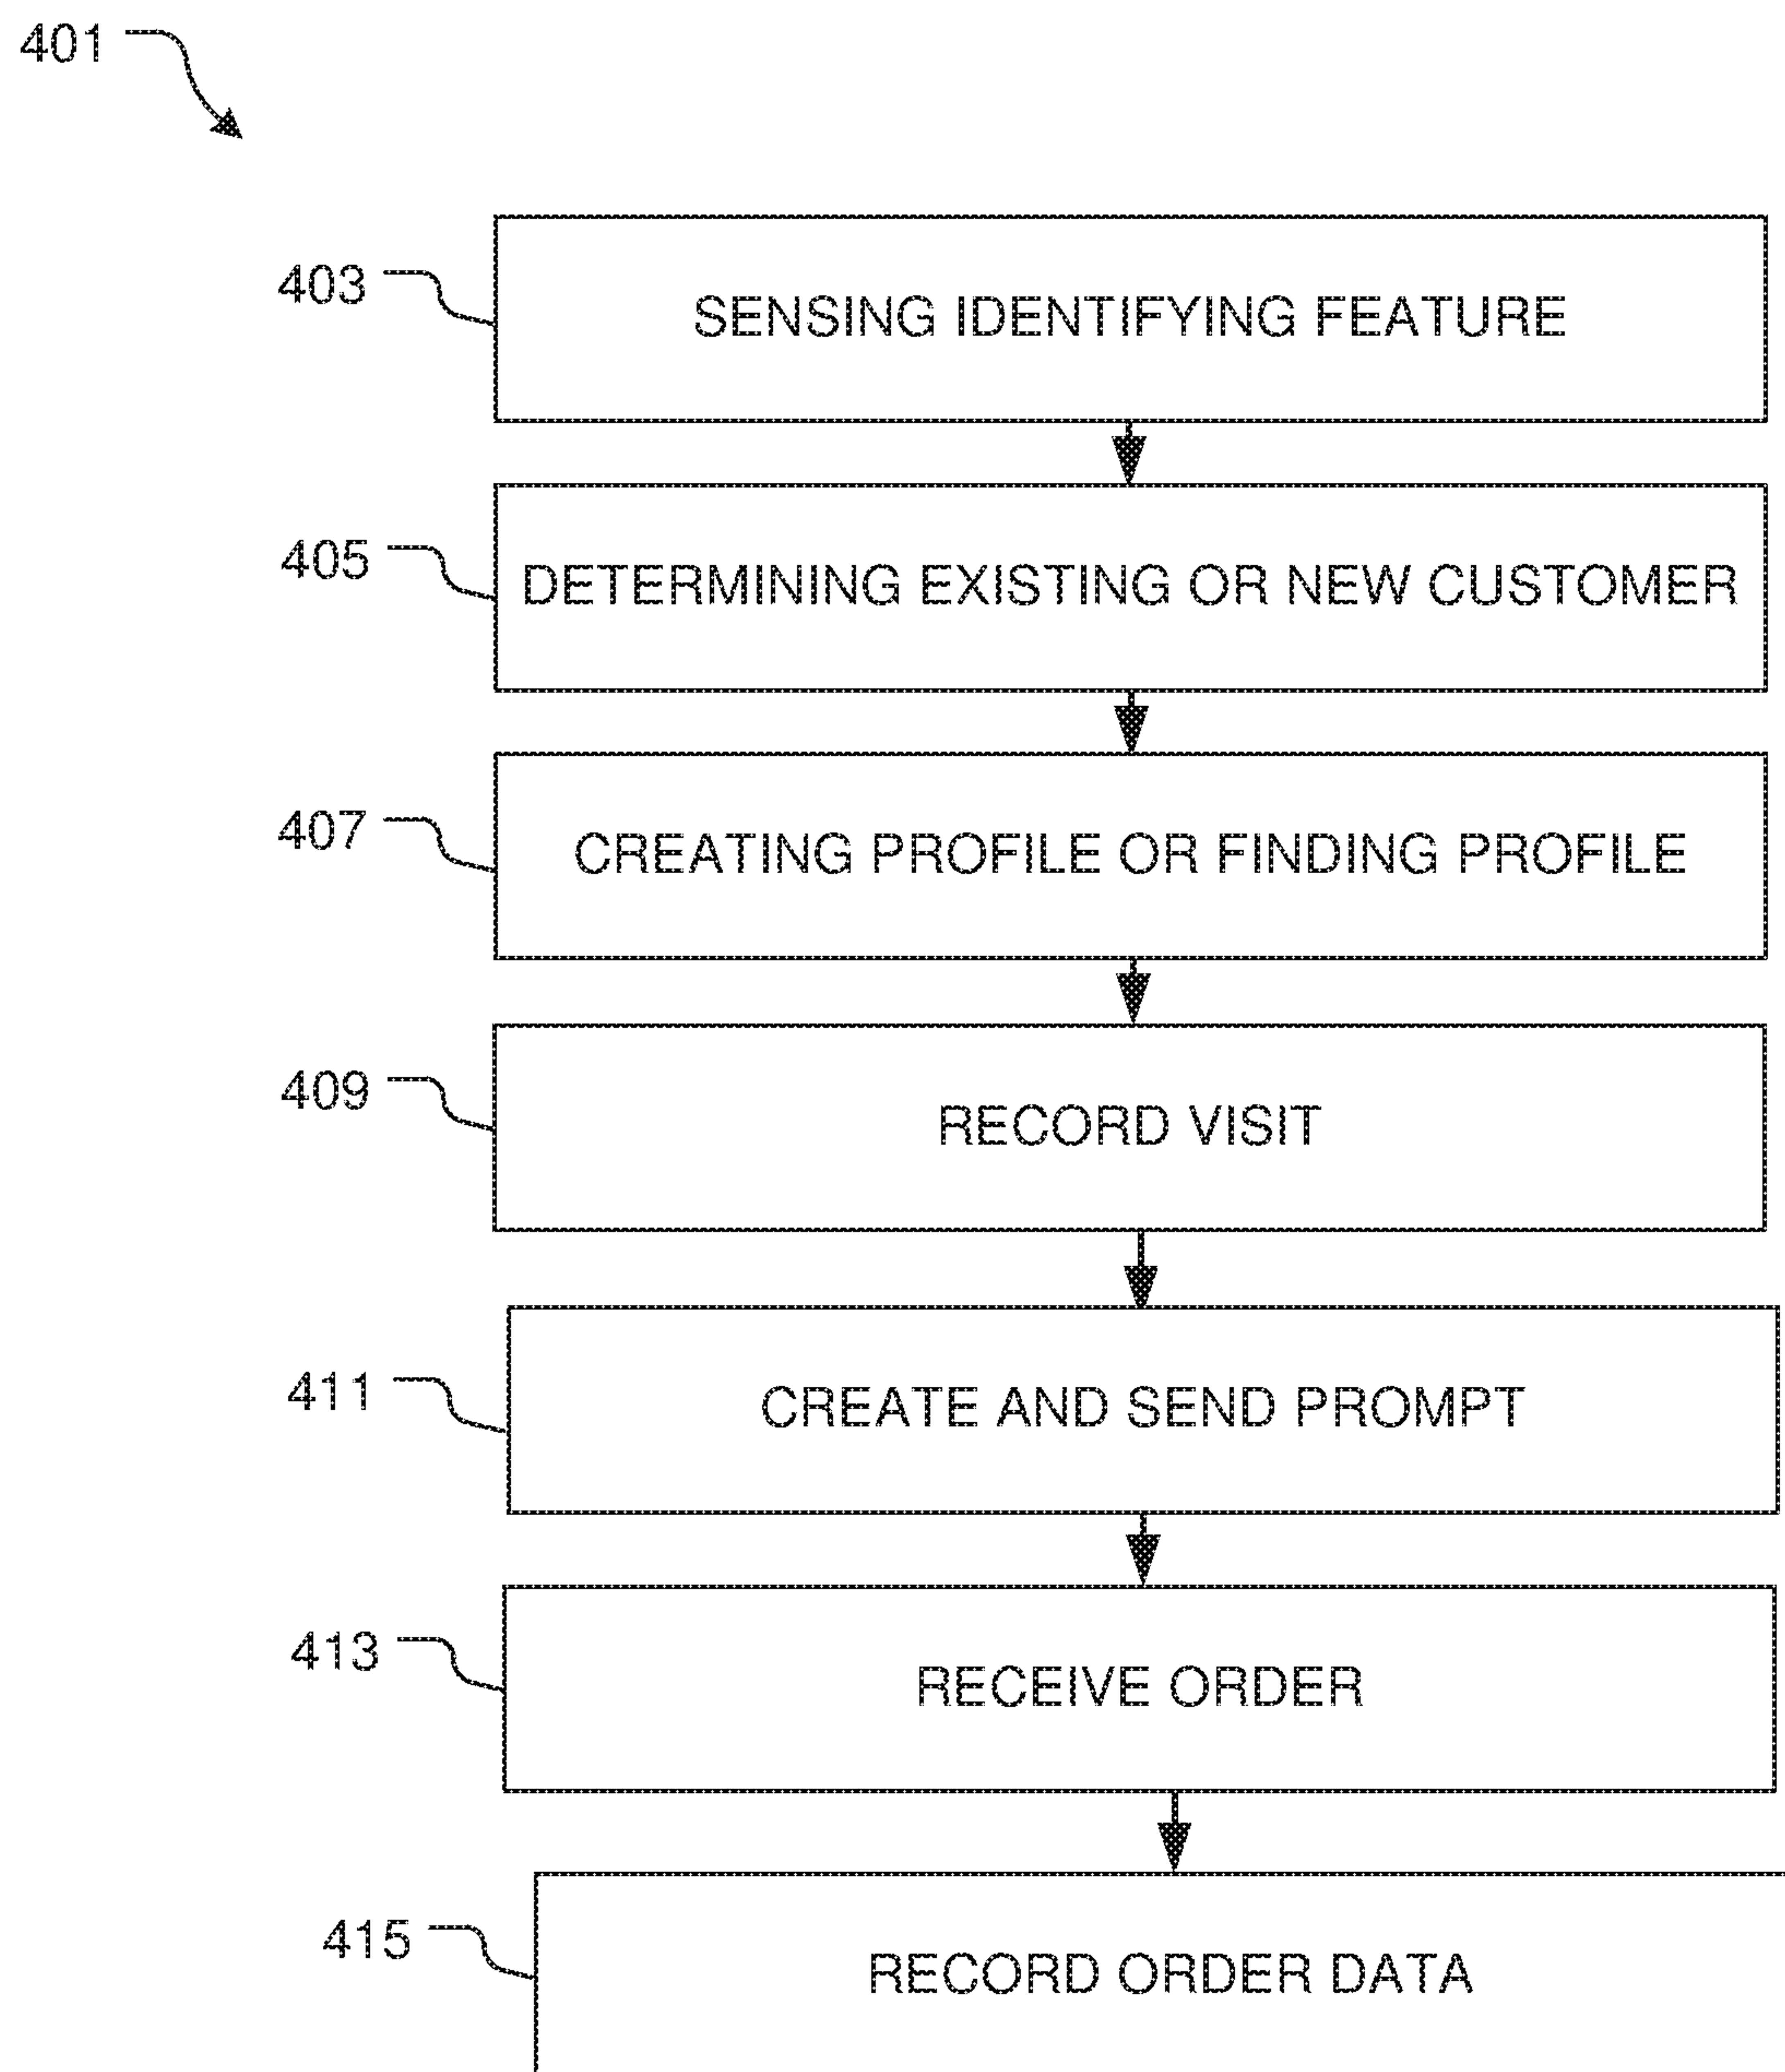 401
403
SENSING IDENTIFYING FEATURE
405
DETERMINING EXISTING OR NEW CUSTOMER
407
CREATING PROFILE OR FINDING PROFILE
409
RECORD VISIT
411
CREATE AND SEND PROMPT
413
RECEIVE ORDER
415
RECORD ORDER DATA